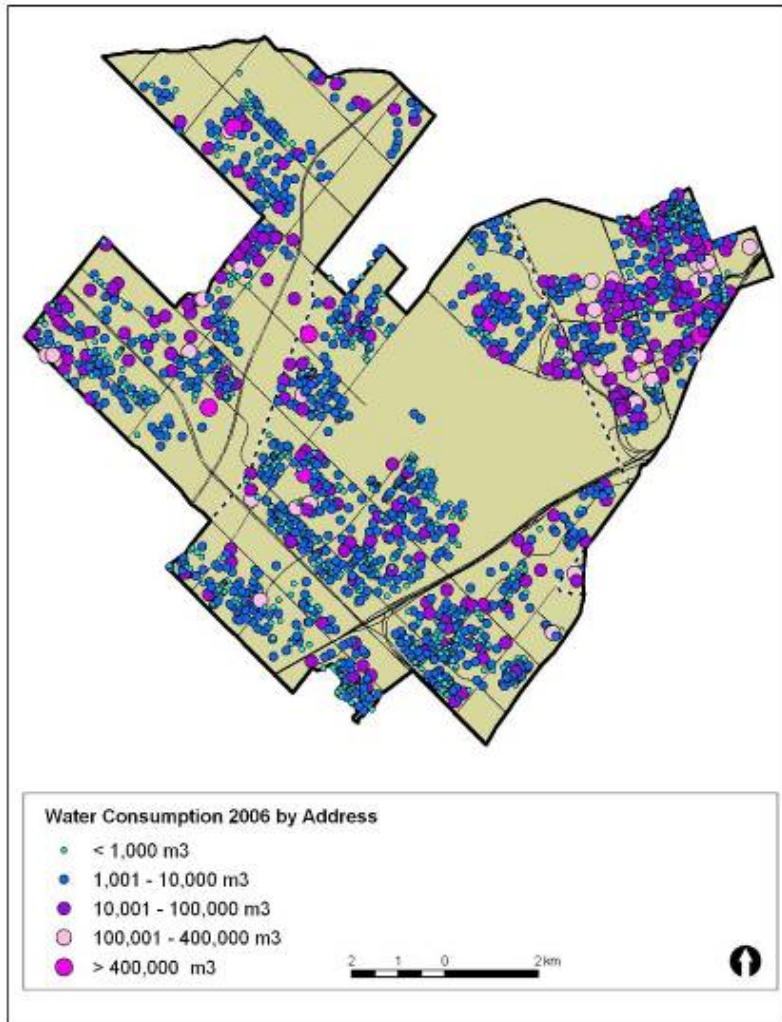 Water Consumption 2006 by Address
< 1,000 m3
1,001 - 10,000 m3
10,001 - 100,000 m3
100,001 - 400,000 m3
> 400,000 m3
2 1 0 2 km